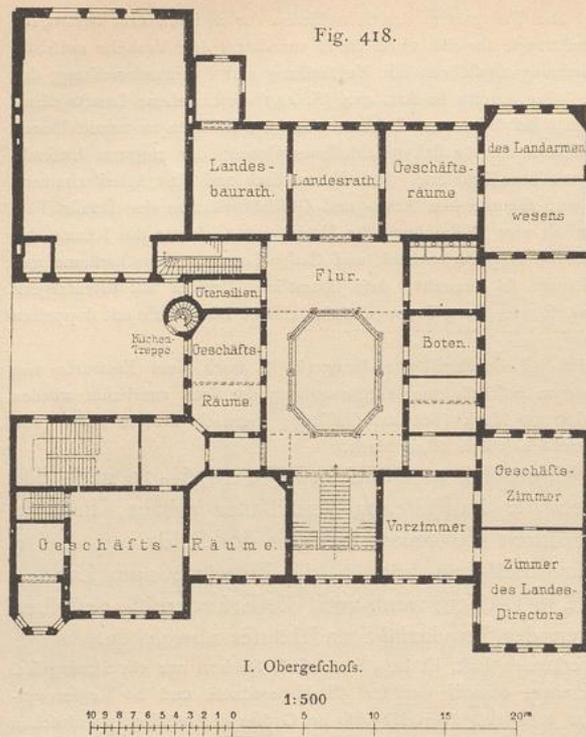 Fig. 418.
Landes-
baurath.
Landesrath.
Geschäfts-
räume
des Landarmen
wesens
Utensilien.
Flur.
Küchen-
Treppe
Geschäfts-
Räume.
Boten.
Geschäfts-
Zimmer
Geschäfts - Räume.
Vorzimmer
Zimmer
des Landes-
Directors
I. Obergeſchoſs.
1:500
10 9 8 7 6 5 4 3 2 1 0 5 10 15 20m